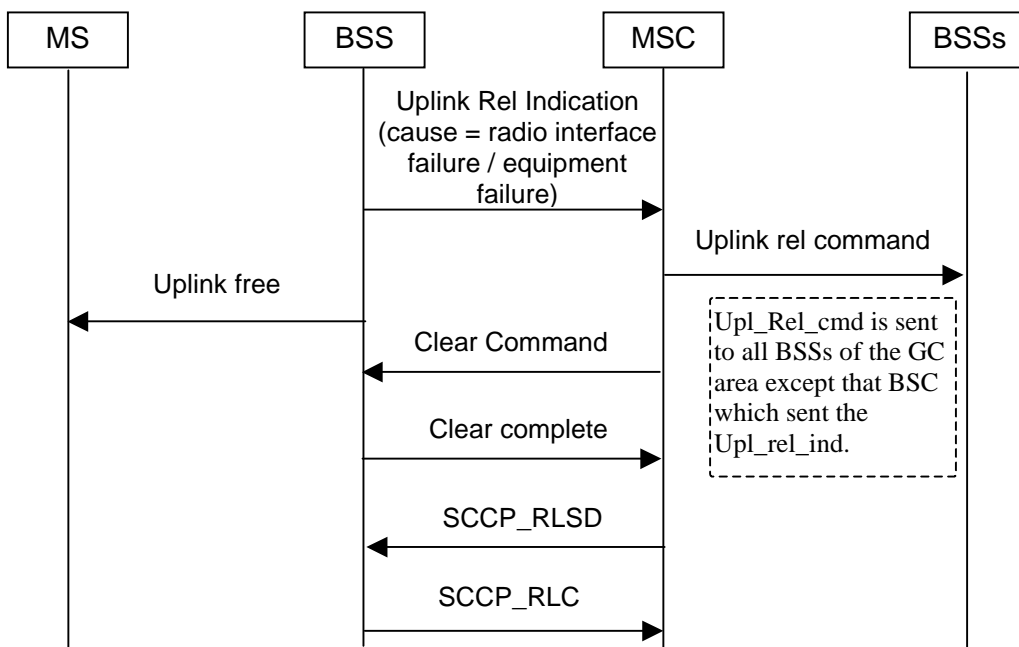 MS
BSS
MSC
BSSs
Uplink Rel Indication
(cause = radio interface
failure / equipment
failure)
Uplink rel command
Uplink free
Upl_Rel_cmd is sent
to all BSSs of the GC
area except that BSC
which sent the
Upl_rel_ind.
Clear Command
Clear complete
SCCP_RLSD
SCCP_RLC